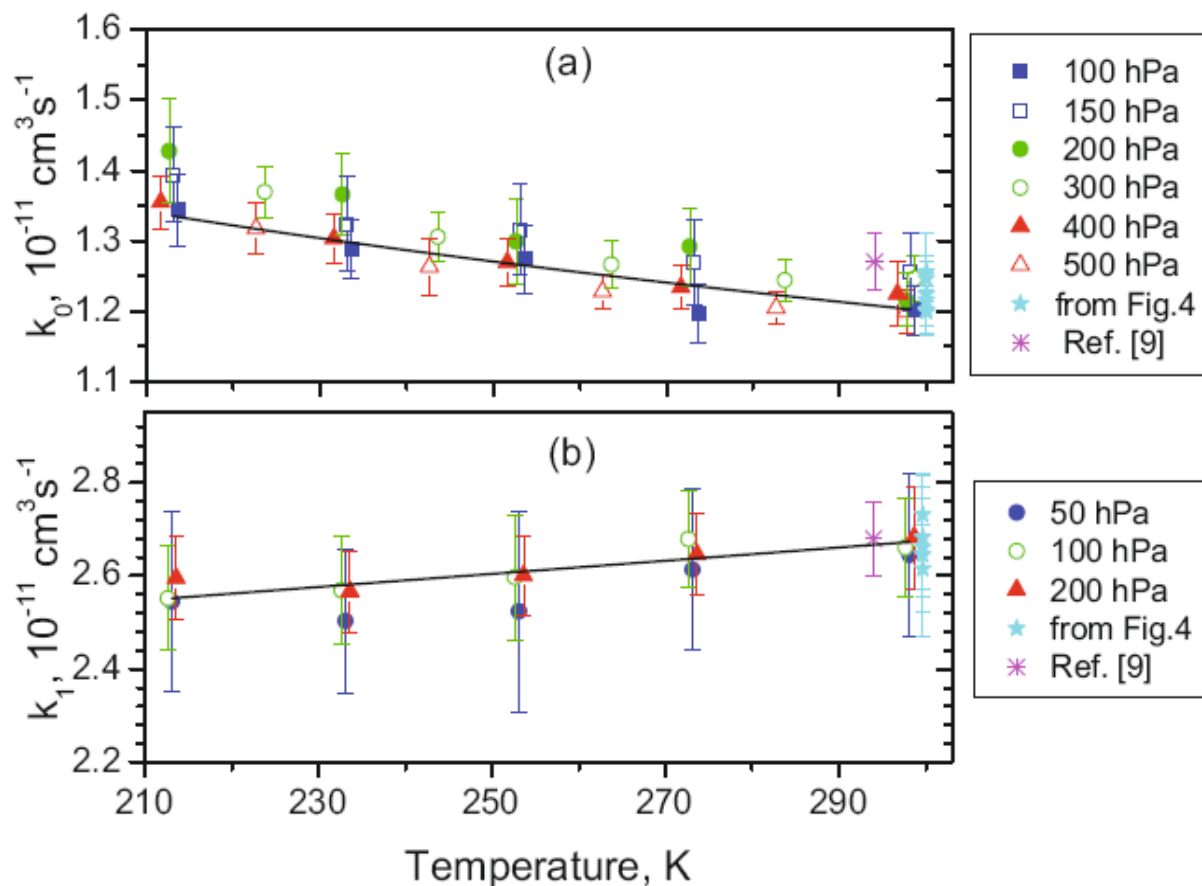 (a)
k₀, 10⁻¹¹ cm³s⁻¹
1.6
1.5
1.4
1.3
1.2
1.1
100 hPa
150 hPa
200 hPa
300 hPa
400 hPa
500 hPa
from Fig.4
Ref. [9]
(b)
k₁, 10⁻¹¹ cm³s⁻¹
2.8
2.6
2.4
2.2
50 hPa
100 hPa
200 hPa
from Fig.4
Ref. [9]
210 230 250 270 290
Temperature, K